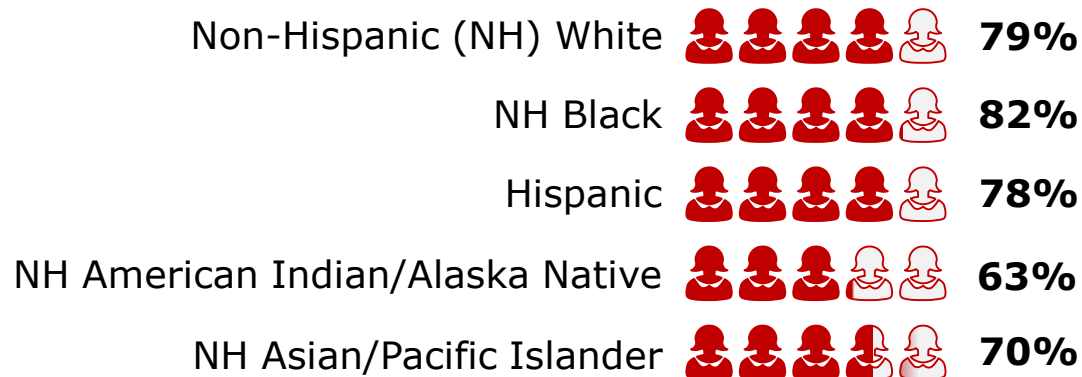 Non-Hispanic (NH) White 79%
NH Black 82%
Hispanic 78%
NH American Indian/Alaska Native 63%
NH Asian/Pacific Islander 70%